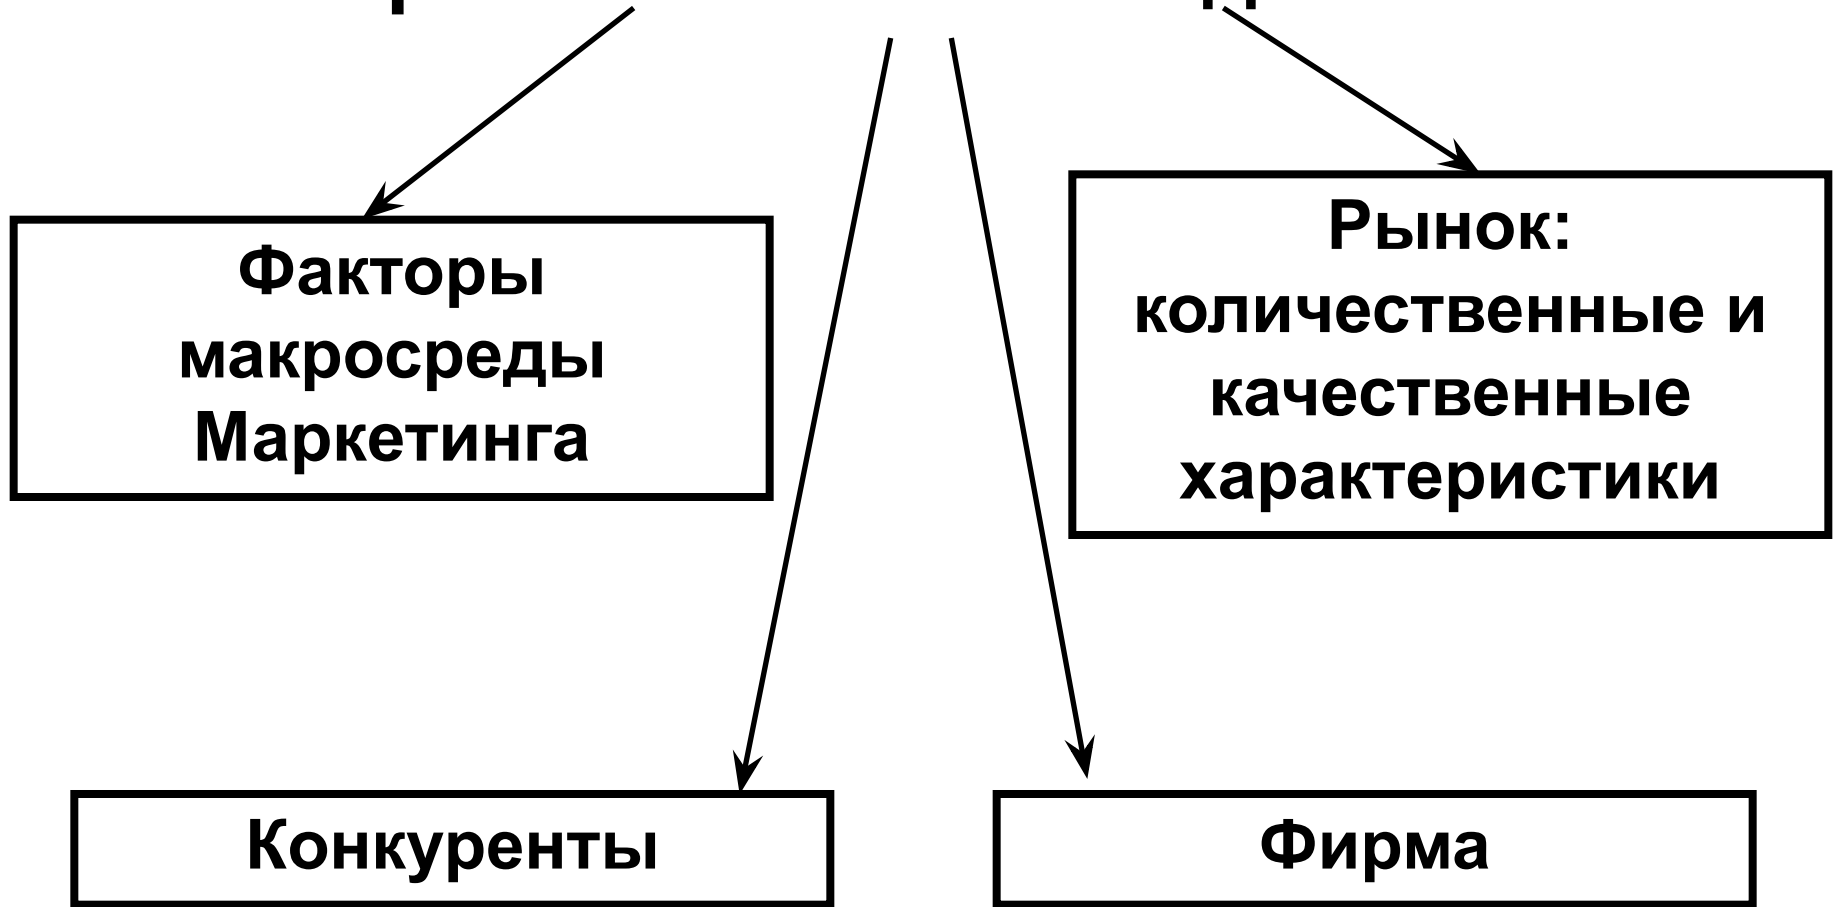 Факторы
макросреды
Маркетинга
Рынок:
количественные и
качественные
характеристики
Конкуренты
Фирма